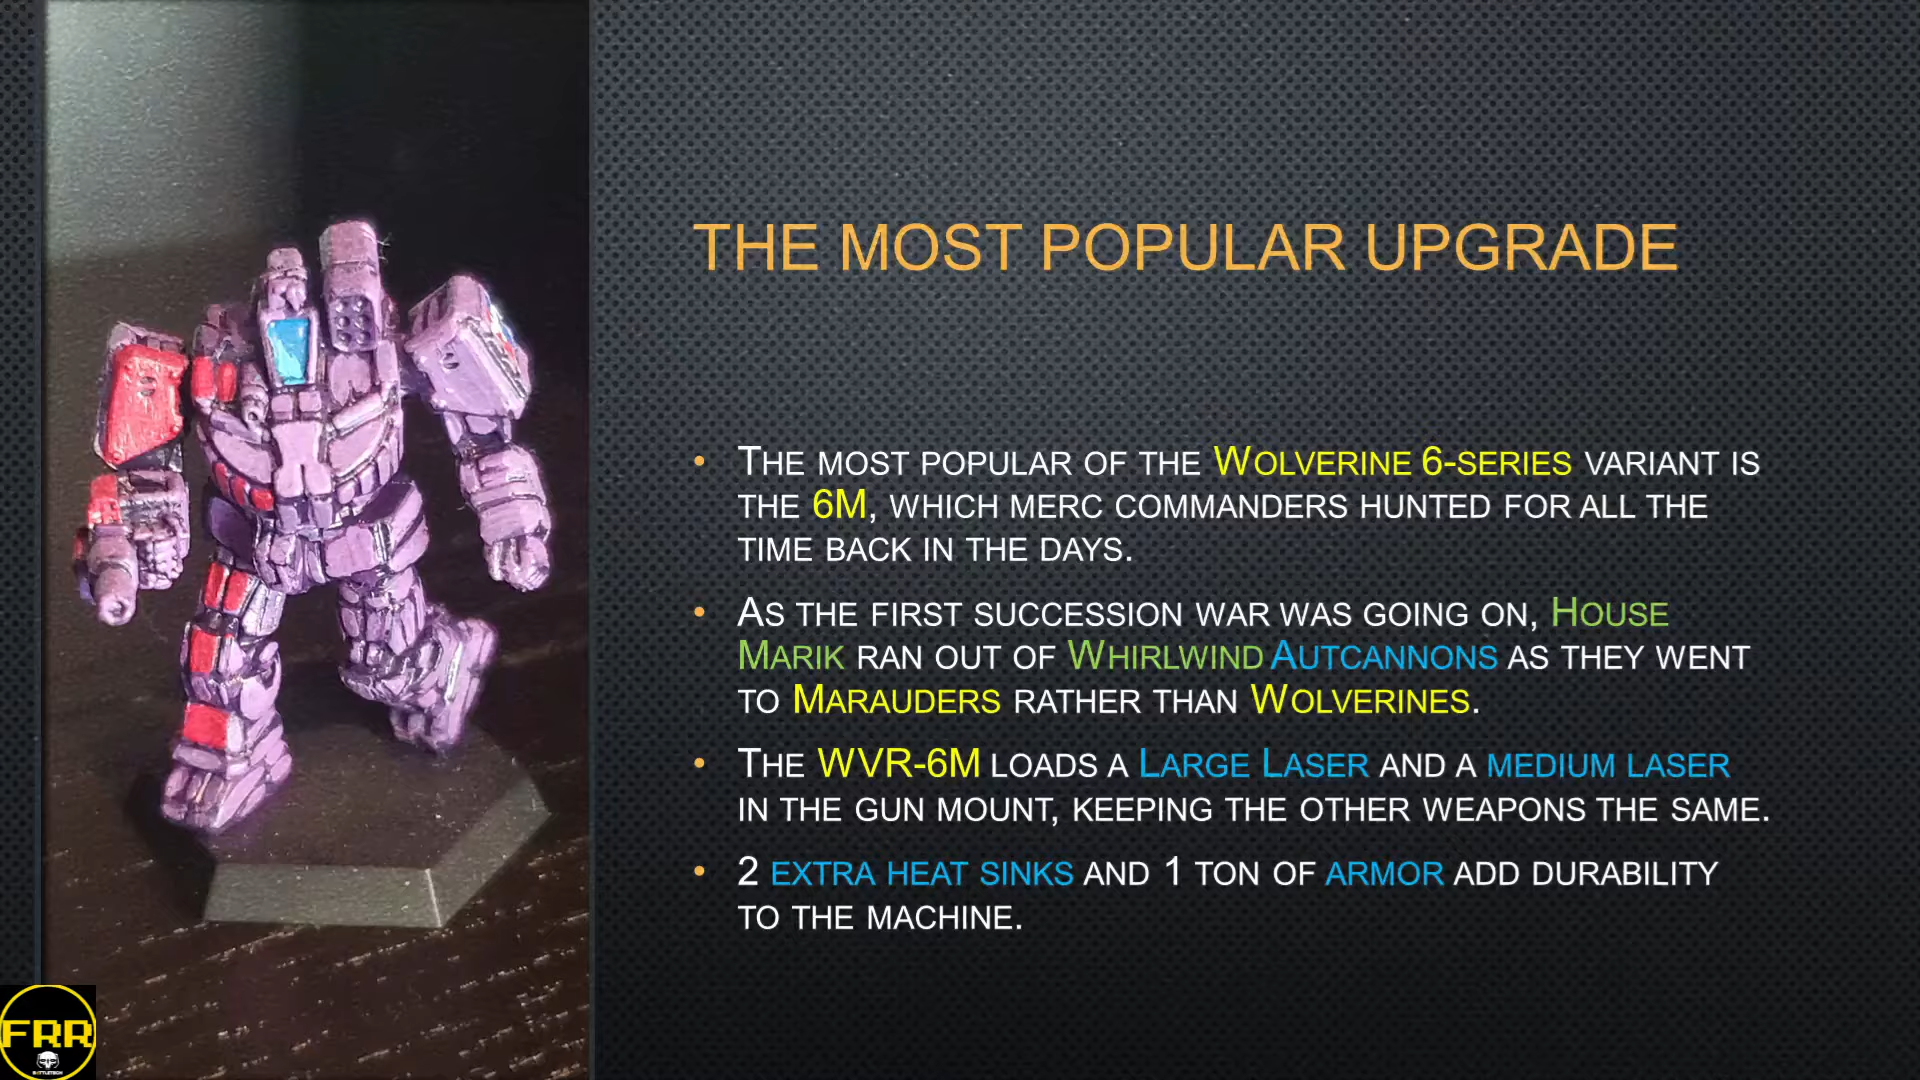 THE MOST POPULAR UPGRADE
• THE MOST POPULAR OF THE WOLVERINE 6-SERIES VARIANT IS
THE 6M, WHICH MERC COMMANDERS HUNTED FOR ALL THE
TIME BACK IN THE DAYS.
• AS THE FIRST SUCCESSION WAR WAS GOING ON, HOUSE
MARIK RAN OUT OF WHIRLWIND AUTCANNONS AS THEY WENT
TO MARAUDERS RATHER THAN WOLVERINES.
• THE WVR-6M LOADS A LARGE LASER AND A MEDIUM LASER
IN THE GUN MOUNT, KEEPING THE OTHER WEAPONS THE SAME.
• 2 EXTRA HEAT SINKS AND 1 TON OF ARMOR ADD DURABILITY
TO THE MACHINE.
FRR
BATTLETECH